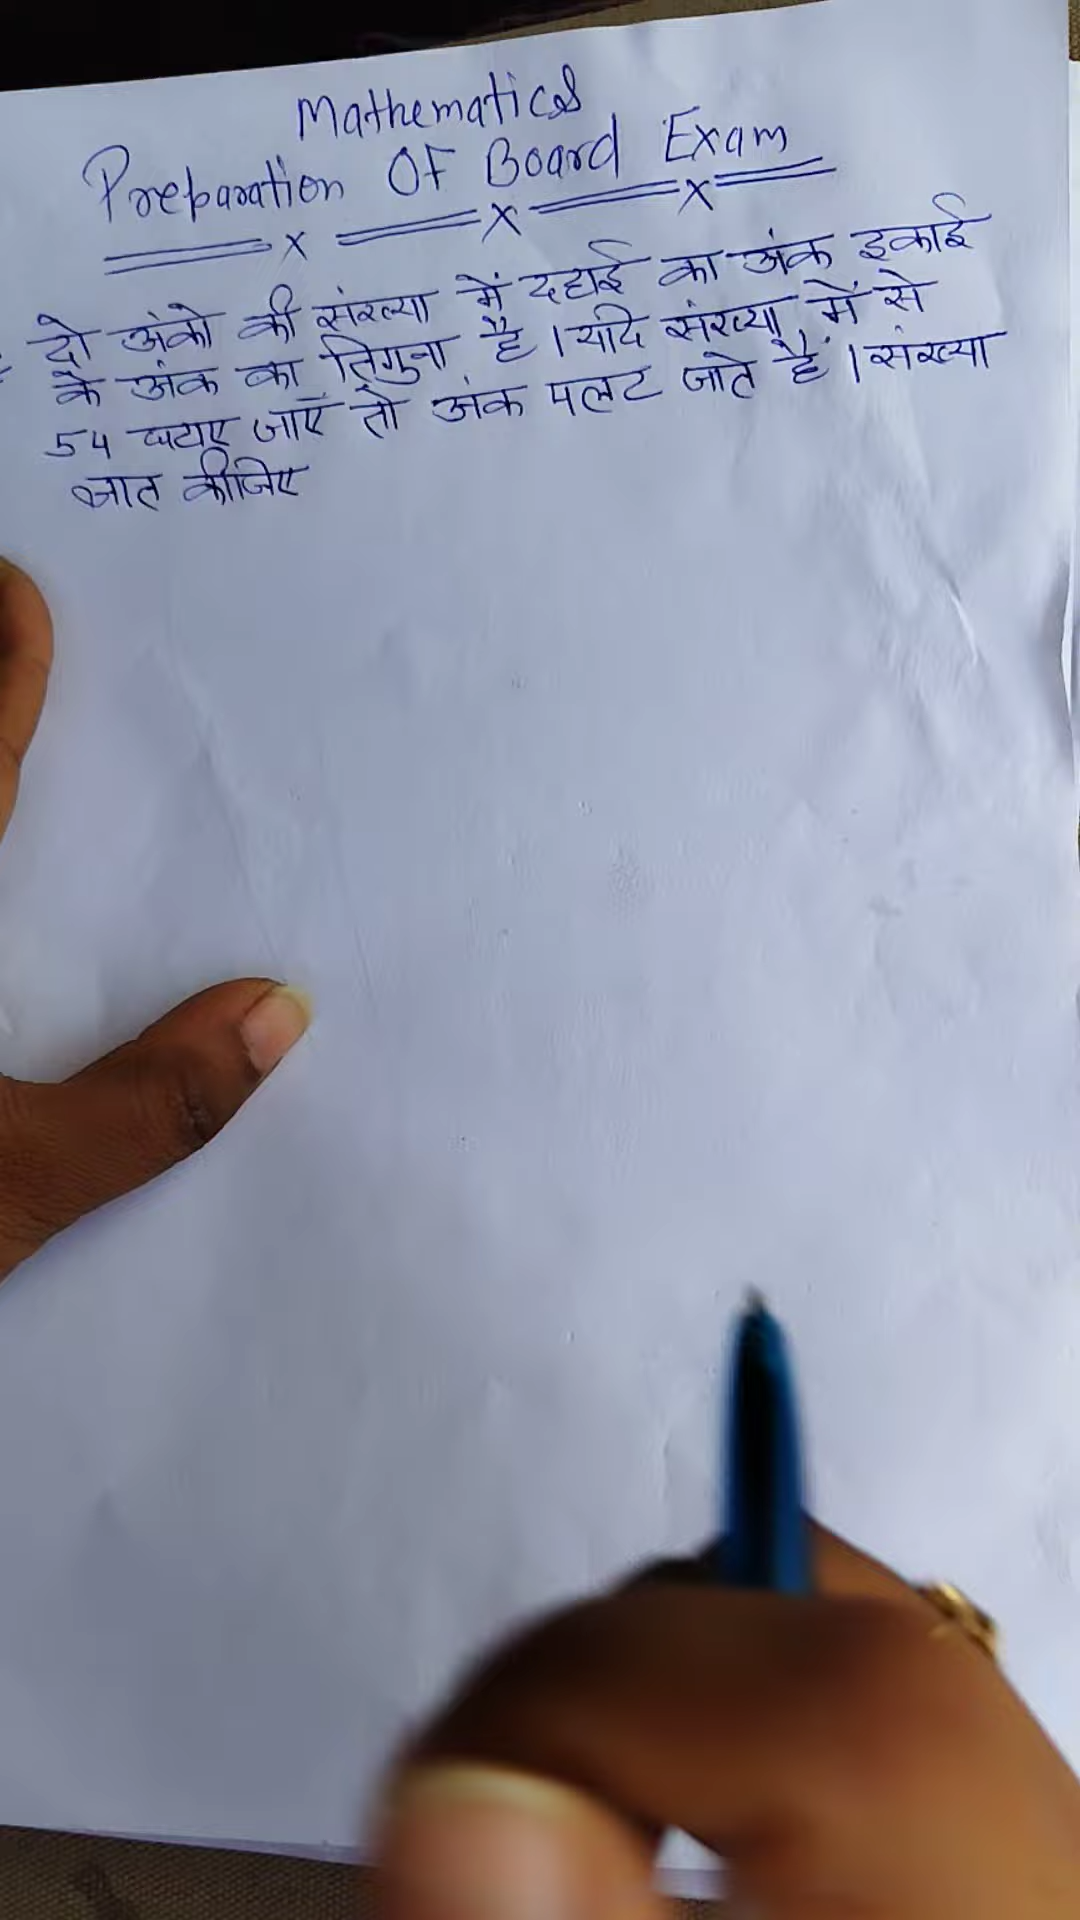 Mathematics
Preparation OF Board Exam
दो अंको की संख्या में दहाई का अंक इकाई
के अंक का तिगुना है । यदि संख्या में से
54 घटाए जाएँ तो अंक पलट जाते हैं । संख्या
ज्ञात कीजिए